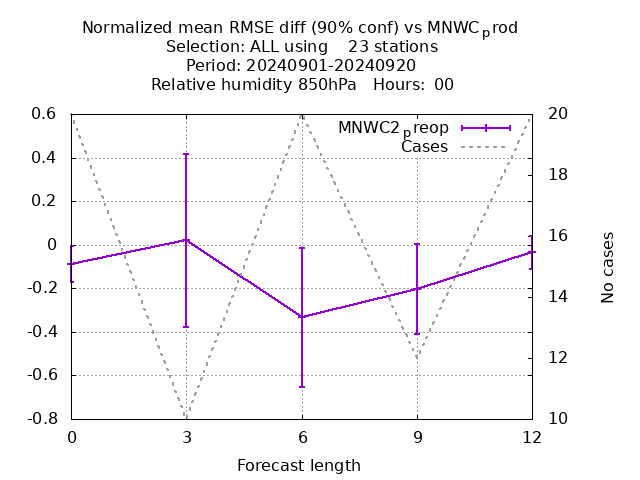 Normalized mean RMSE diff (90% conf) vs MNWCprod
Selection: ALL using    23 stations
Period: 20240901-20240920
Relative humidity 850hPa   Hours: 00
MNWC2preop
Cases
0.6
0.4
0.2
0
-0.2
-0.4
-0.6
-0.8
20
18
16
14
12
10
No cases
0 3 6 9 12
Forecast length